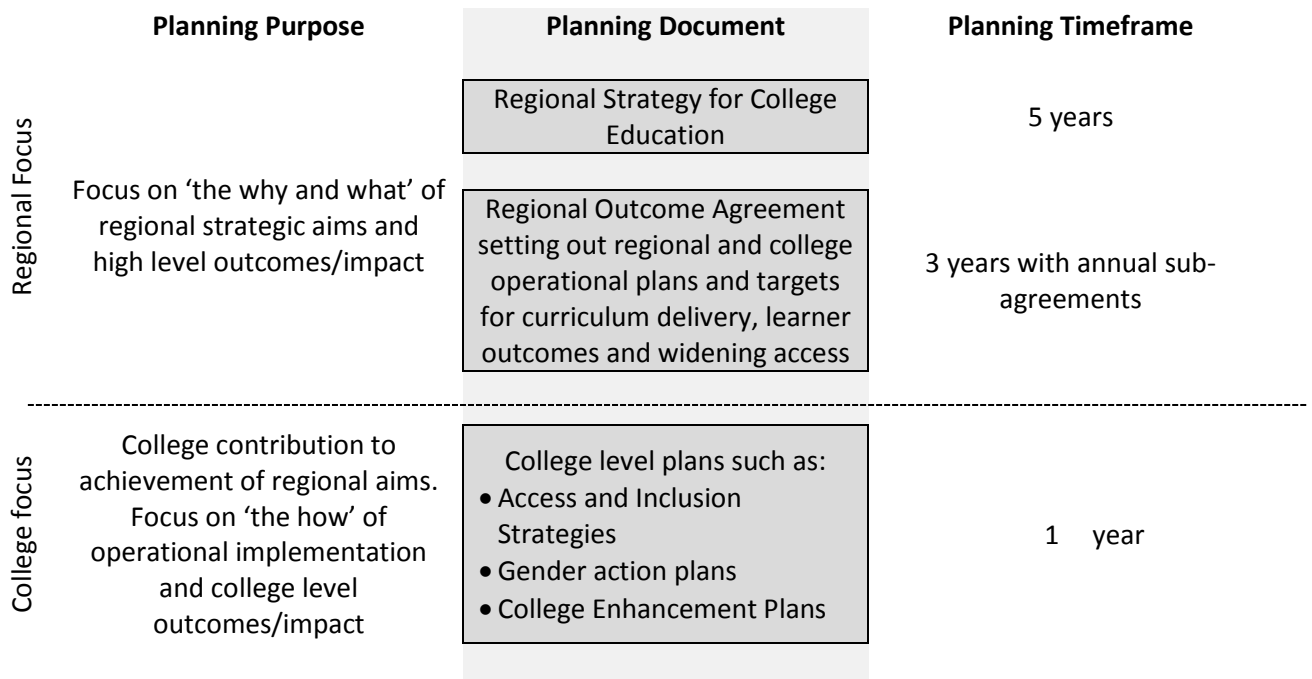 Planning Purpose
Planning Document
Planning Timeframe
Regional Focus
Focus on ‘the why and what’ of
regional strategic aims and
high level outcomes/impact
Regional Strategy for College
Education
5 years
Regional Outcome Agreement
setting out regional and college
operational plans and targets
for curriculum delivery, learner
outcomes and widening access
3 years with annual sub-
agreements
College focus
College contribution to
achievement of regional aims.
Focus on ‘the how’ of
operational implementation
and college level
outcomes/impact
College level plans such as:
• Access and Inclusion
Strategies
• Gender action plans
• College Enhancement Plans
1 year